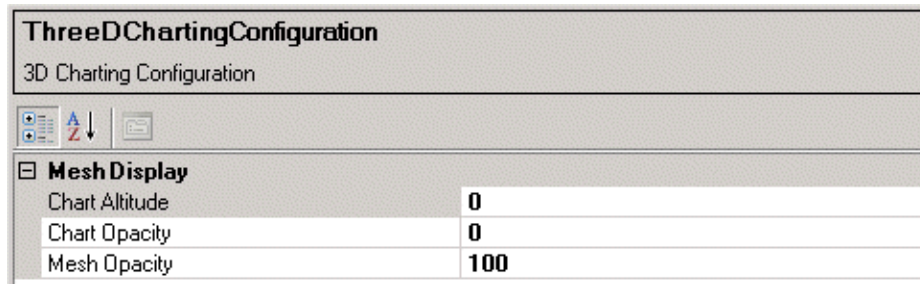 ThreeDChartingConfiguration
3D Charting Configuration
A
Z
Mesh Display
Chart Altitude 0
Chart Opacity 0
Mesh Opacity 100